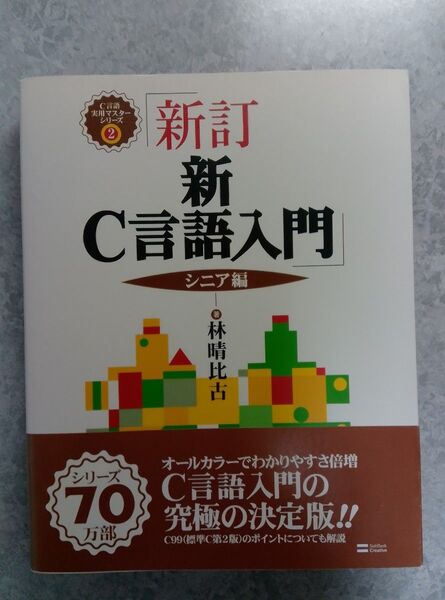 C言語
実用マスター
シリーズ
2
「新訂
新
C言語入門」
シニア編
著
林晴比古
シリーズ
70
万部
オールカラーでわかりやすさ倍増
C言語入門の
究極の決定版!!
C99(標準C第2版)のポイントについても解説
SoftBank
Creative